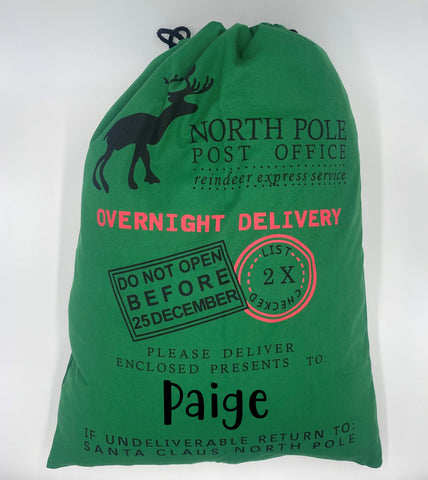 NORTH POLE
POST OFFICE
reindeer express service
OVERNIGHT DELIVERY
DO NOT OPEN
BEFORE
25 DECEMBER
LIST
2 X
CHECKED
PLEASE DELIVER
ENCLOSED PRESENTS TO:
Paige
IF UNDELIVERABLE RETURN TO:
SANTA CLAUS, NORTH POLE